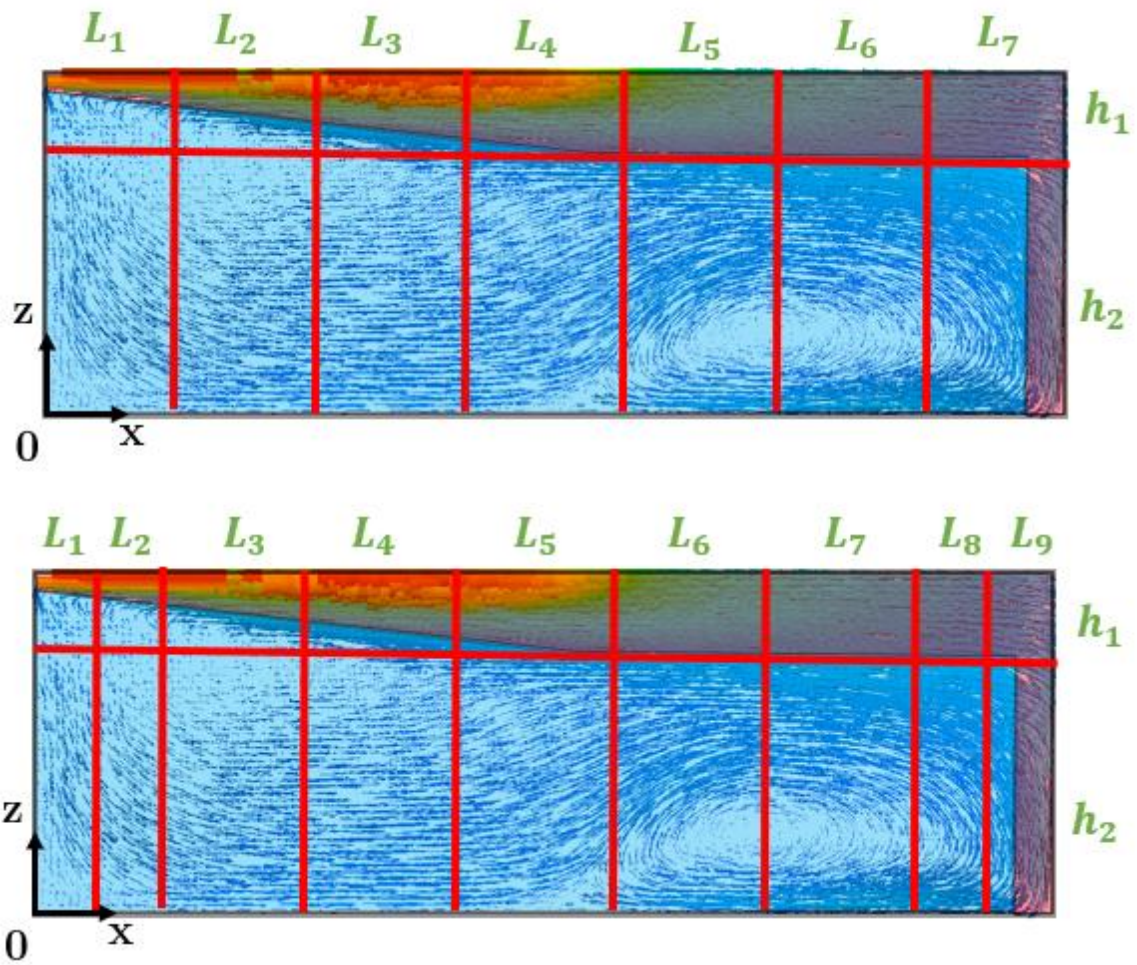 L₁ L₂ L₃ L₄ L₅ L₆ L₇
h₁
h₂
z
x
0
L₁ L₂ L₃ L₄ L₅ L₆ L₇ L₈ L₉
h₁
h₂
z
x
0